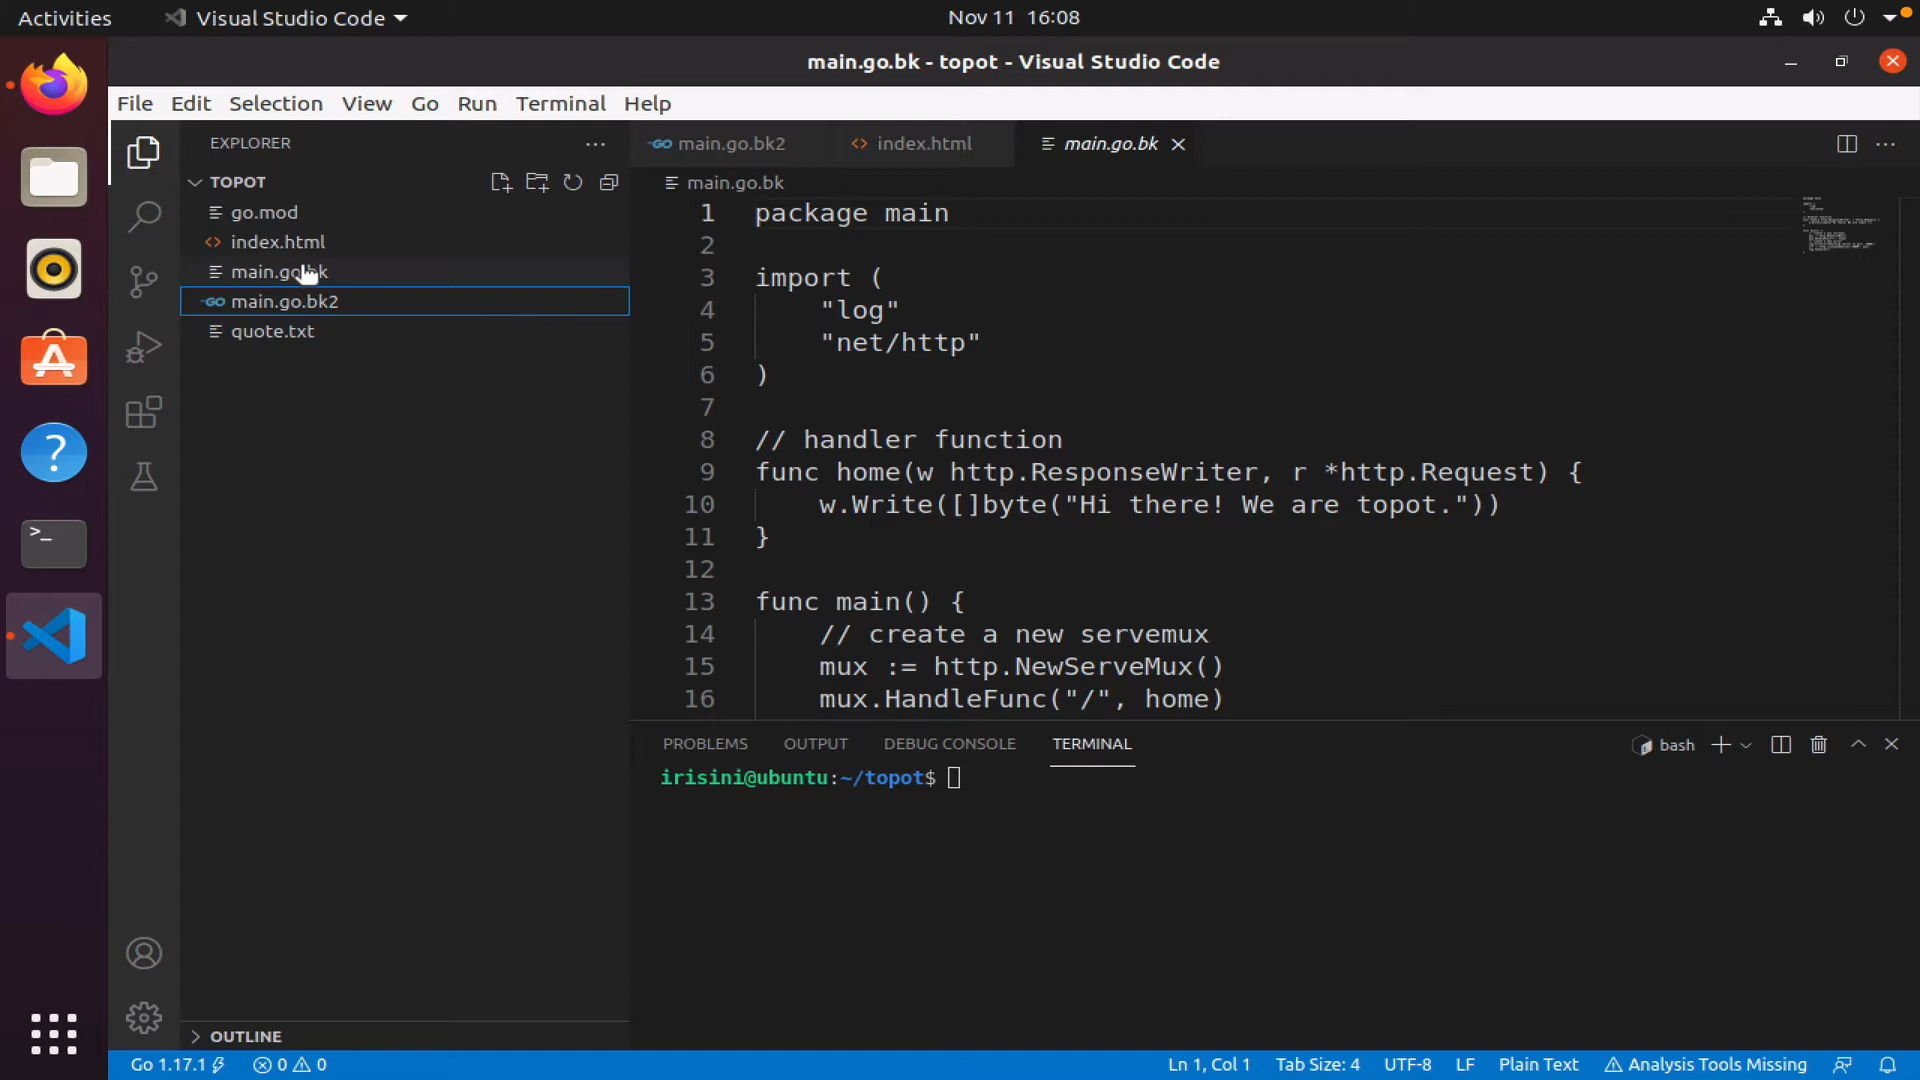 Activities
Visual Studio Code
Nov 11 16:08
main.go.bk - topot - Visual Studio Code
File Edit Selection View Go Run Terminal Help
EXPLORER
TOPOT
go.mod
index.html
main.go.bk
main.go.bk2
quote.txt
OUTLINE
main.go.bk2
index.html
main.go.bk
main.go.bk
1 package main
2
3 import (
4 "log"
5 "net/http"
6 )
7
8 // handler function
9 func home(w http.ResponseWriter, r *http.Request) {
10 w.Write([]byte("Hi there! We are topot."))
11 }
12
13 func main() {
14 // create a new servemux
15 mux := http.NewServeMux()
16 mux.HandleFunc("/", home)
PROBLEMS OUTPUT DEBUG CONSOLE TERMINAL
bash
irisini@ubuntu:~/topot$
Go 1.17.1 0 0
Ln 1, Col 1 Tab Size: 4 UTF-8 LF Plain Text Analysis Tools Missing